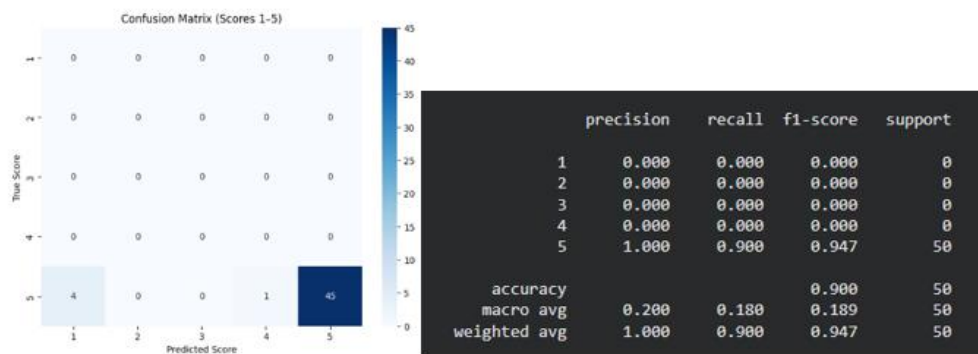 Confusion Matrix (Scores 1-5)
True Score
1 0 0 0 0 0
2 0 0 0 0 0
3 0 0 0 0 0
4 0 0 0 0 0
5 4 0 0 1 45
1 2 3 4 5
Predicted Score
45
40
35
30
25
20
15
10
5
0
precision recall f1-score support
1 0.000 0.000 0.000 0
2 0.000 0.000 0.000 0
3 0.000 0.000 0.000 0
4 0.000 0.000 0.000 0
5 1.000 0.900 0.947 50
accuracy 0.900 50
macro avg 0.200 0.180 0.189 50
weighted avg 1.000 0.900 0.947 50